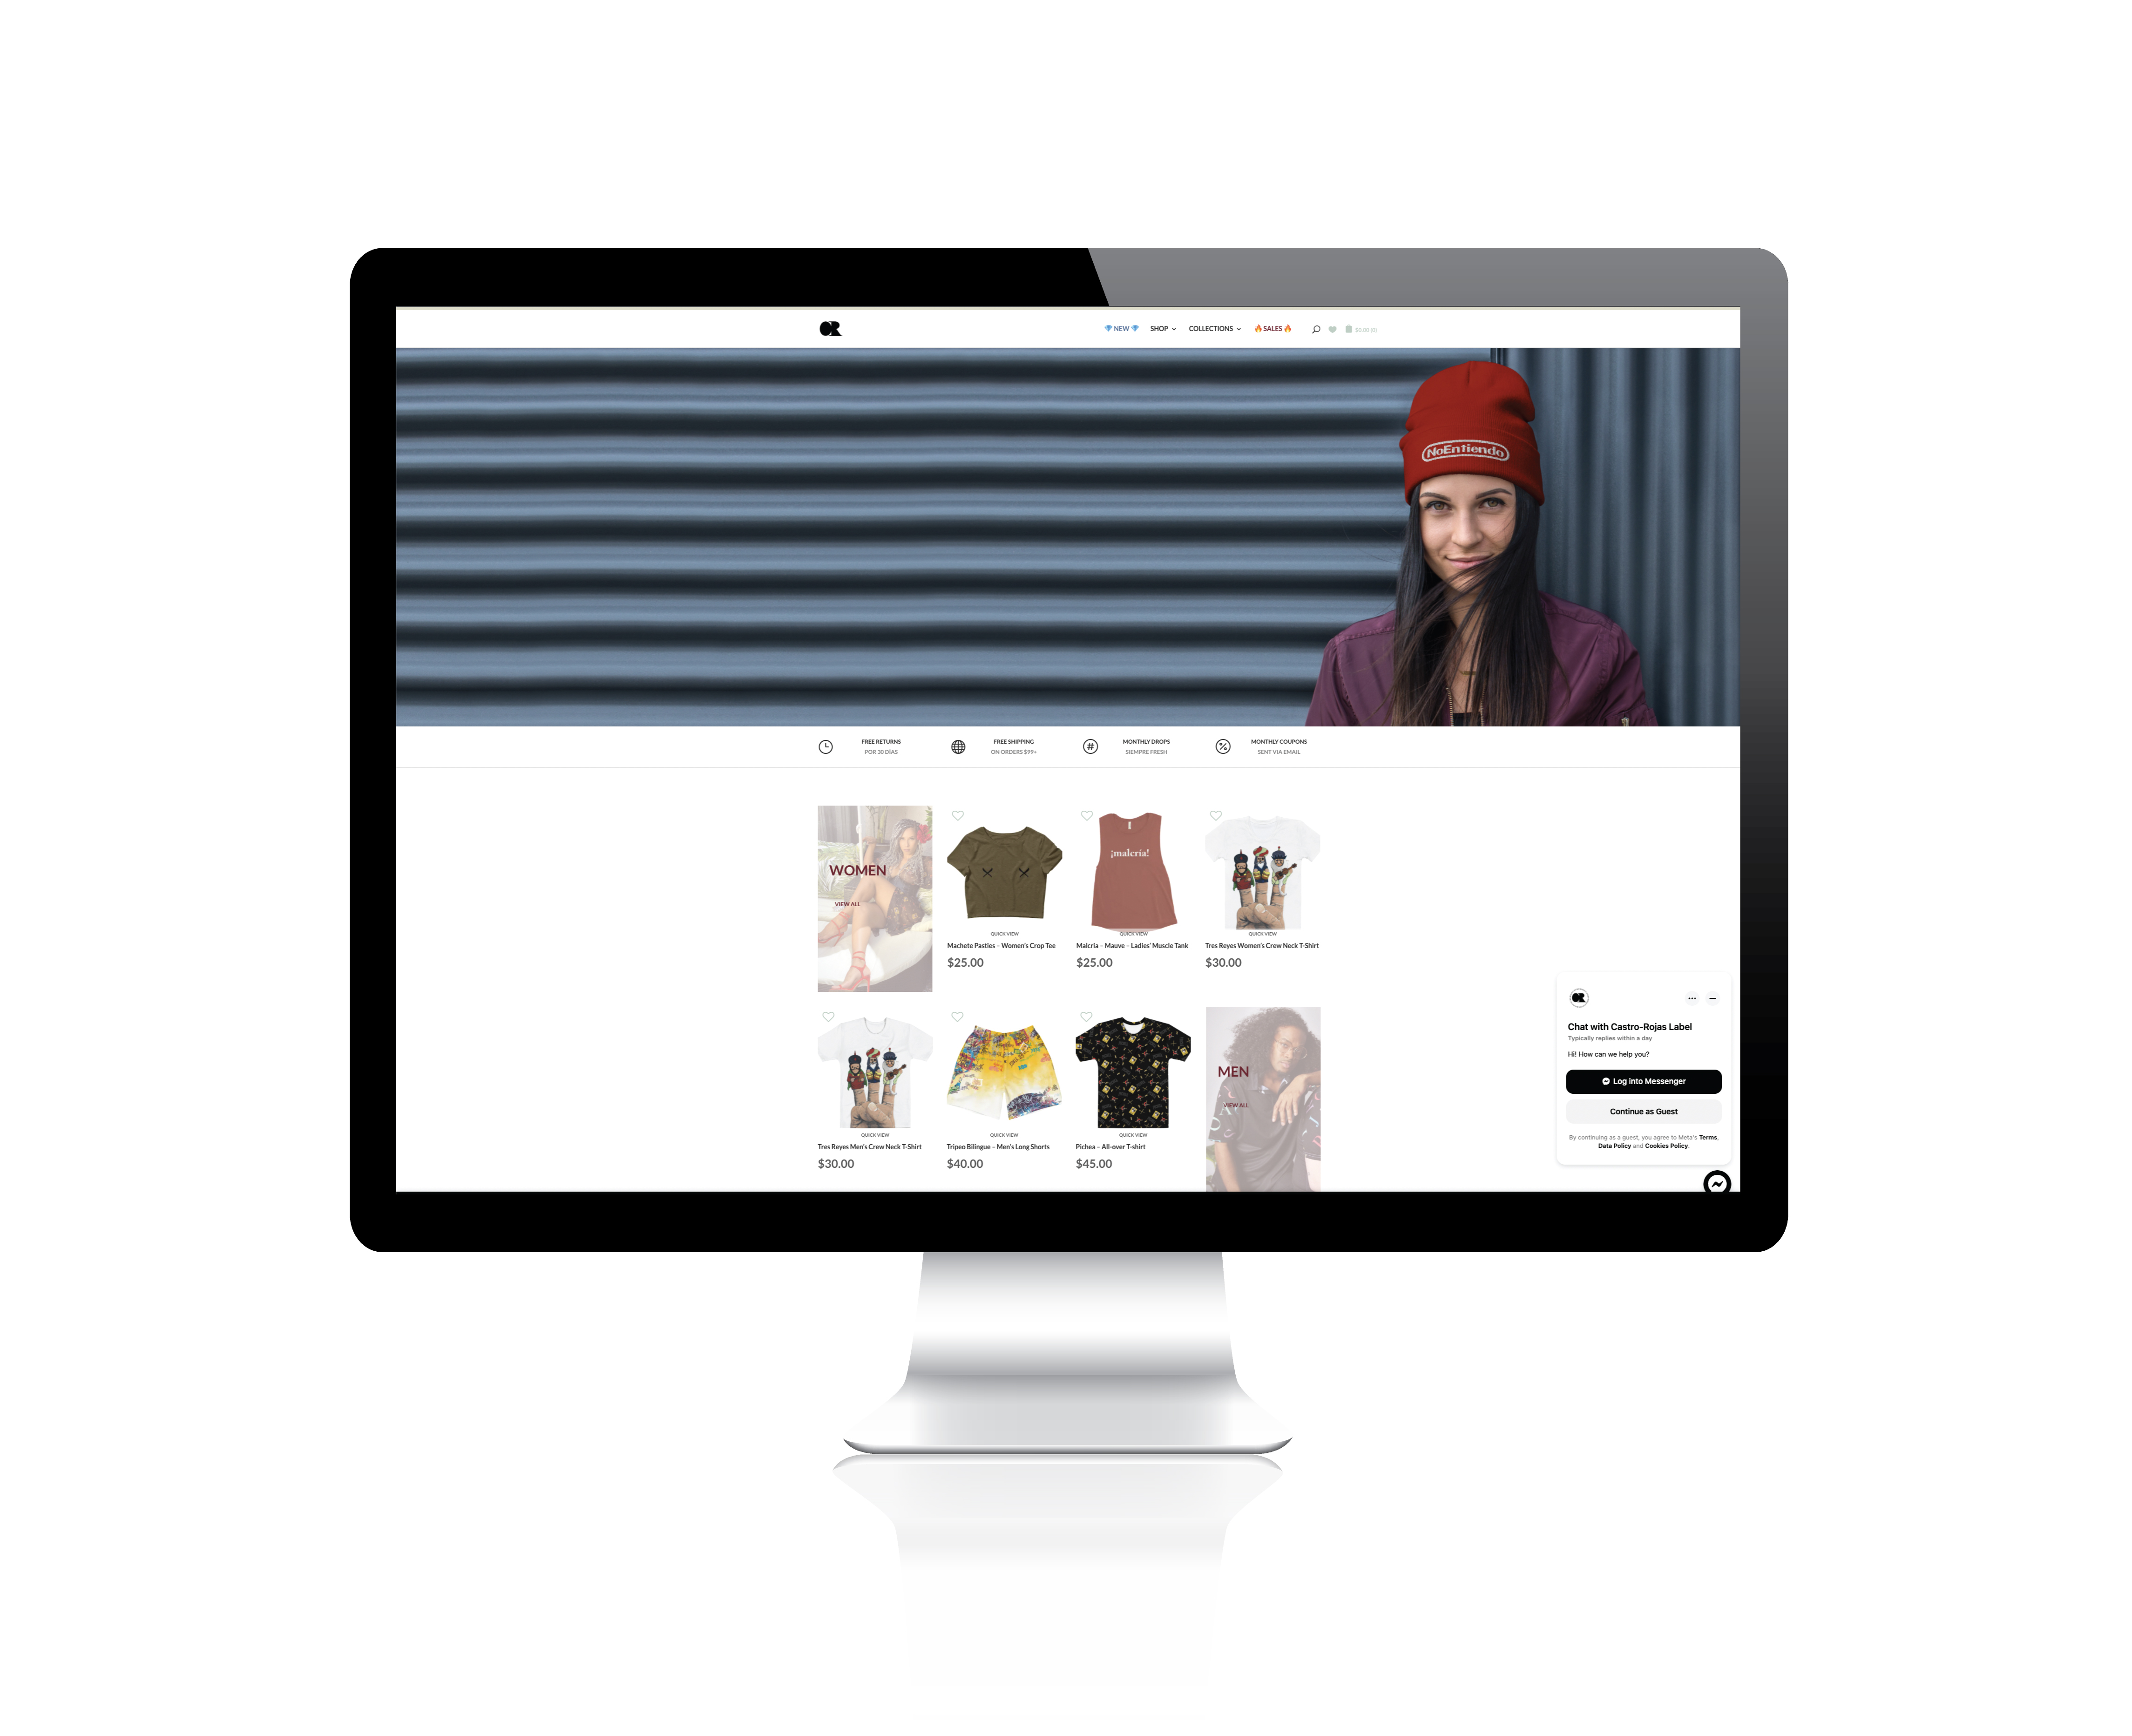 CR
NEW
SHOP
COLLECTIONS
SALES
$0.00.00
NoEntiendo
FREE RETURNS
POR 30 DÍAS
FREE SHIPPING
ON ORDERS $99+
MONTHLY DROPS
SIEMPRE FRESH
MONTHLY COUPONS
SENT VIA EMAIL
WOMEN
VIEW ALL
QUICK VIEW
Machete Pasties – Women's Crop Tee
$25.00
¡malcría!
QUICK VIEW
Malcria – Mauve – Ladies' Muscle Tank
$25.00
QUICK VIEW
Tres Reyes Women's Crew Neck T-Shirt
$30.00
QUICK VIEW
Tres Reyes Men's Crew Neck T-Shirt
$30.00
QUICK VIEW
Tripeo Bilingue – Men's Long Shorts
$40.00
QUICK VIEW
Pichea – All-over T-shirt
$45.00
MEN
VIEW ALL
CR
Chat with Castro-Rojas Label
Typically replies within a day
Hi! How can we help you?
Log into Messenger
Continue as Guest
By continuing as a guest, you agree to Meta's Terms,
Data Policy and Cookies Policy.